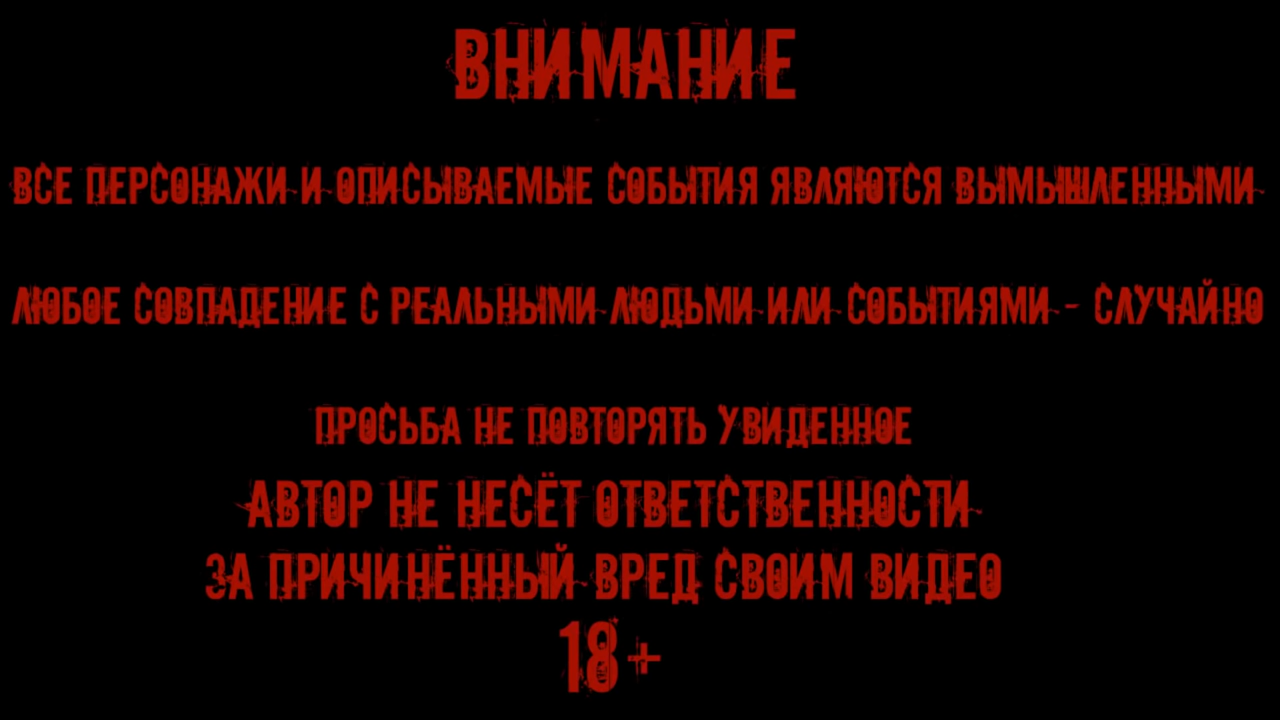 ВНИМАНИЕ
ВСЕ ПЕРСОНАЖИ И ОПИСЫВАЕМЫЕ СОБЫТИЯ ЯВЛЯЮТСЯ ВЫМЫШЛЕННЫМИ
ЛЮБОЕ СОВПАДЕНИЕ С РЕАЛЬНЫМИ ЛЮДЬМИ ИЛИ СОБЫТИЯМИ - СЛУЧАЙНО
ПРОСЬБА НЕ ПОВТОРЯТЬ УВИДЕННОЕ
АВТОР НЕ НЕСЁТ ОТВЕТСТВЕННОСТИ
ЗА ПРИЧИНЁННЫЙ ВРЕД СВОИМ ВИДЕО
18+